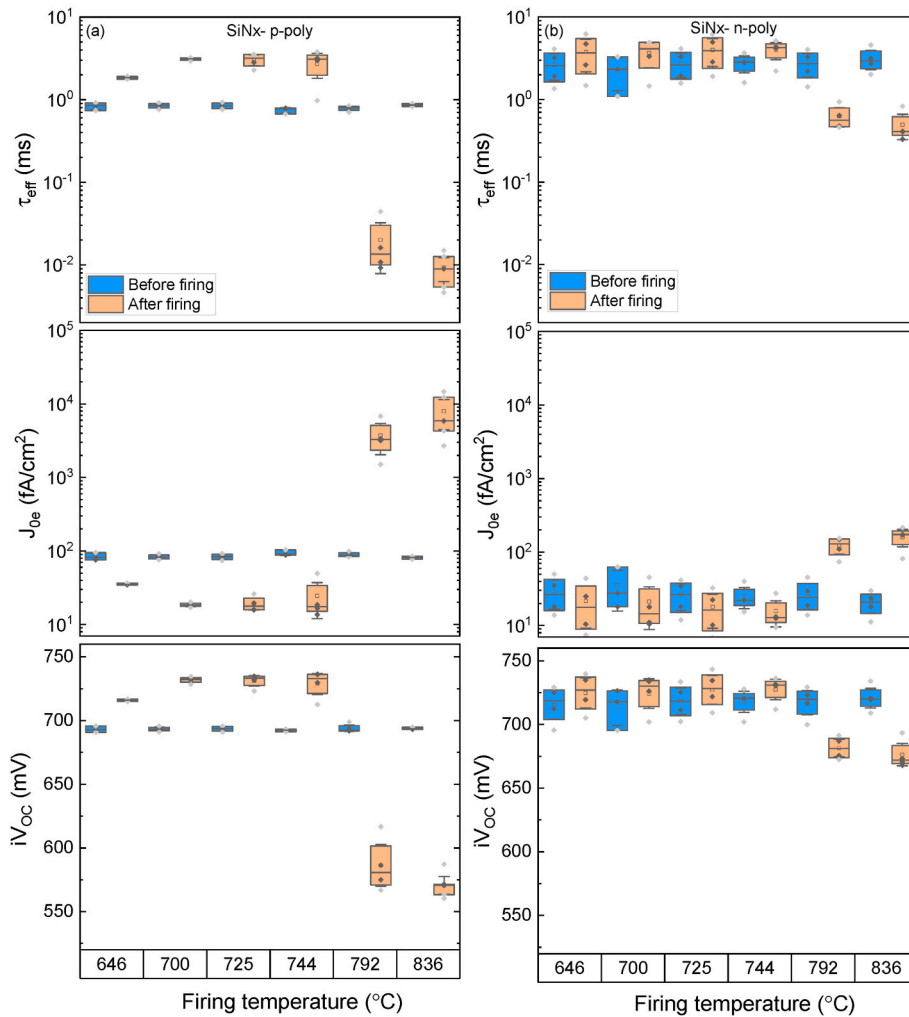 (a) SiNx- p-poly
10^1
10^0
10^-1
10^-2
τeff (ms)
Before firing
After firing
10^5
10^4
10^3
10^2
10^1
J0e (fA/cm^2)
750
700
650
600
550
iVOC (mV)
646 700 725 744 792 836
Firing temperature (°C)
(b) SiNx- n-poly
10^1
10^0
10^-1
10^-2
τeff (ms)
Before firing
After firing
10^5
10^4
10^3
10^2
10^1
J0e (fA/cm^2)
750
700
650
600
550
iVOC (mV)
646 700 725 744 792 836
Firing temperature (°C)